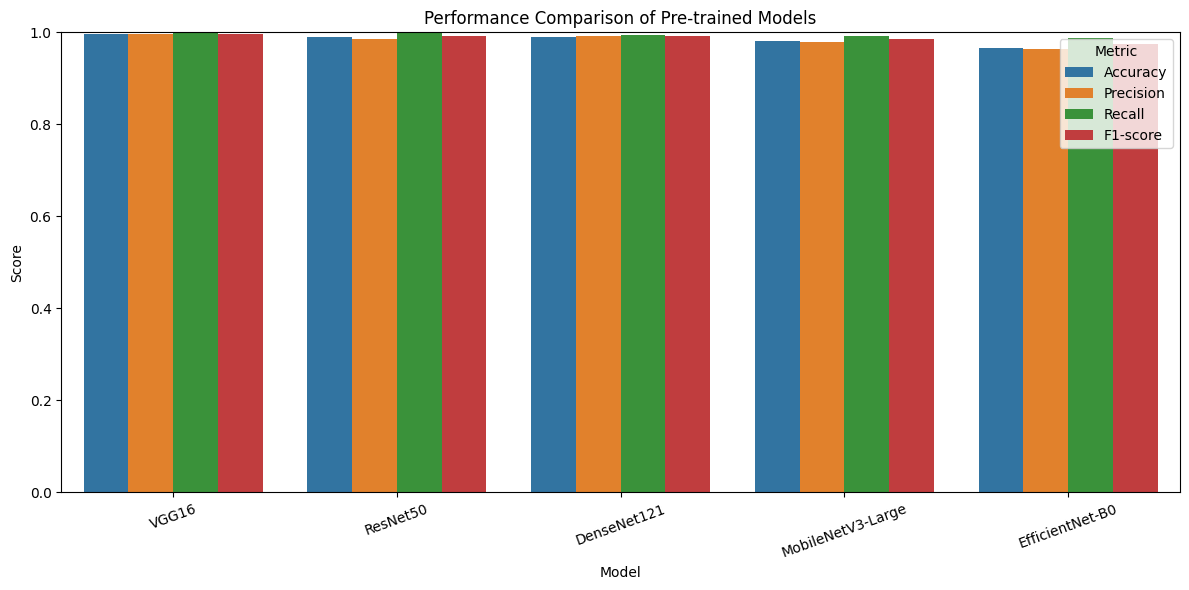 Performance Comparison of Pre-trained Models
Score
1.0
0.8
0.6
0.4
0.2
0.0
Metric
Accuracy
Precision
Recall
F1-score
VGG16
ResNet50
DenseNet121
MobileNetV3-Large
EfficientNet-B0
Model